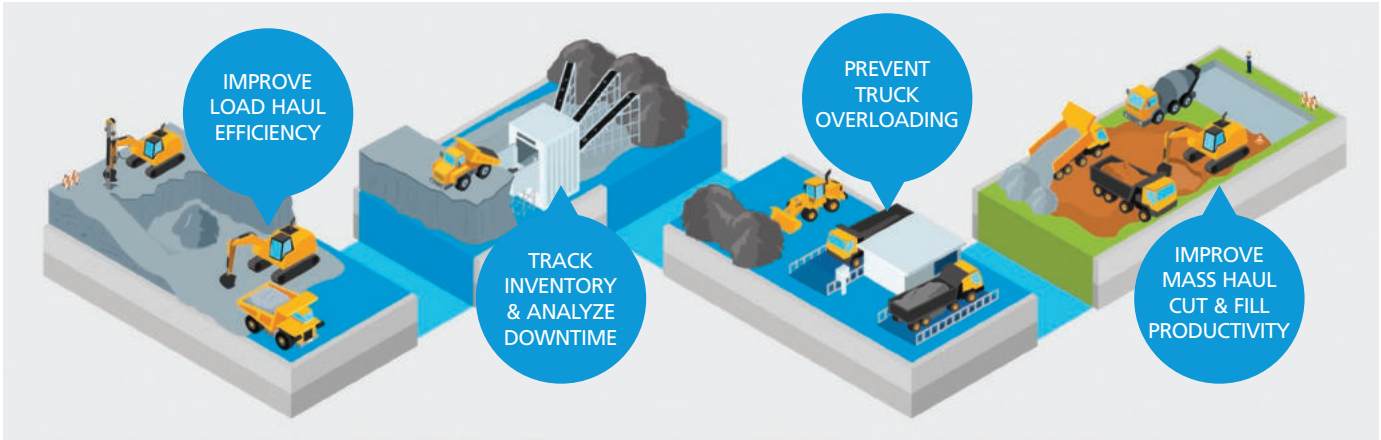 IMPROVE
LOAD HAUL
EFFICIENCY
TRACK
INVENTORY
& ANALYZE
DOWNTIME
PREVENT
TRUCK
OVERLOADING
IMPROVE
MASS HAUL
CUT & FILL
PRODUCTIVITY